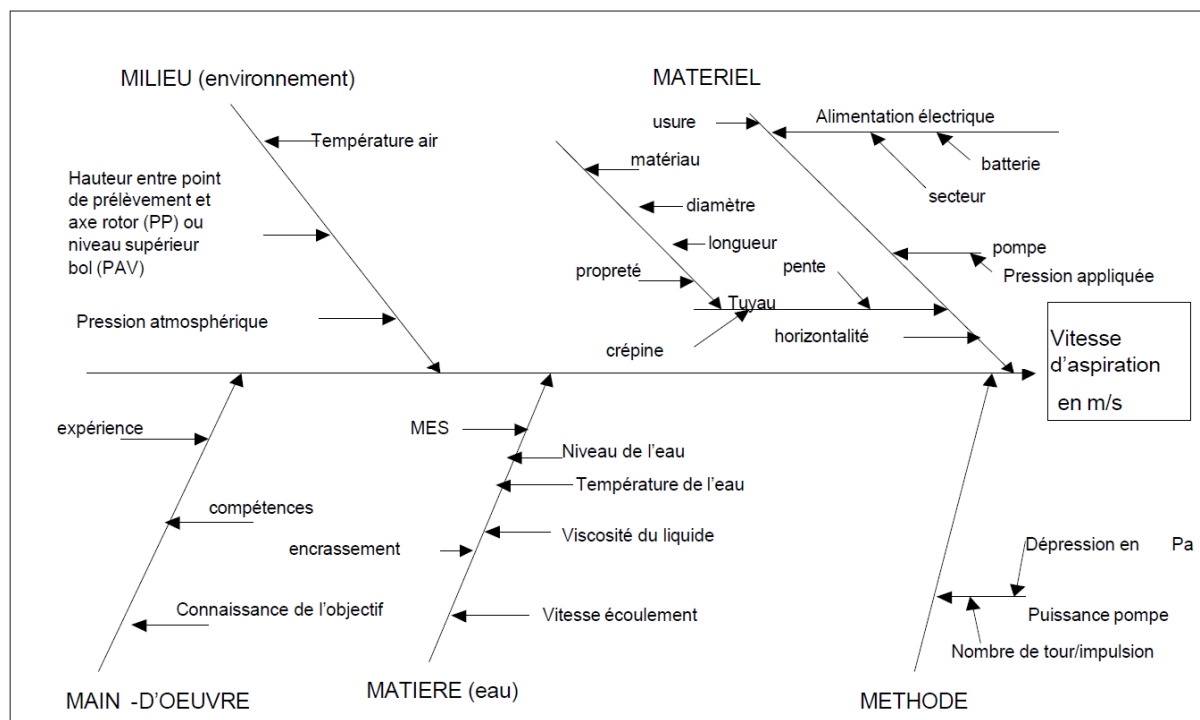 MILIEU (environnement)
MATERIEL
usure
Alimentation électrique
Température air
matériau
batterie
Hauteur entre point
de prélèvement et
axe rotor (PP) ou
niveau supérieur
bol (PAV)
secteur
diamètre
longueur
pompe
propreté
pente
Pression appliquée
Tuyau
Pression atmosphérique
crépine
horizontalité
Vitesse
d’aspiration
en m/s
expérience
MES
Niveau de l’eau
Température de l’eau
compétences
Viscosité du liquide
encrassement
Dépression en Pa
Connaissance de l’objectif
Vitesse écoulement
Puissance pompe
Nombre de tour/impulsion
MAIN -D’OEUVRE
MATIERE (eau)
METHODE